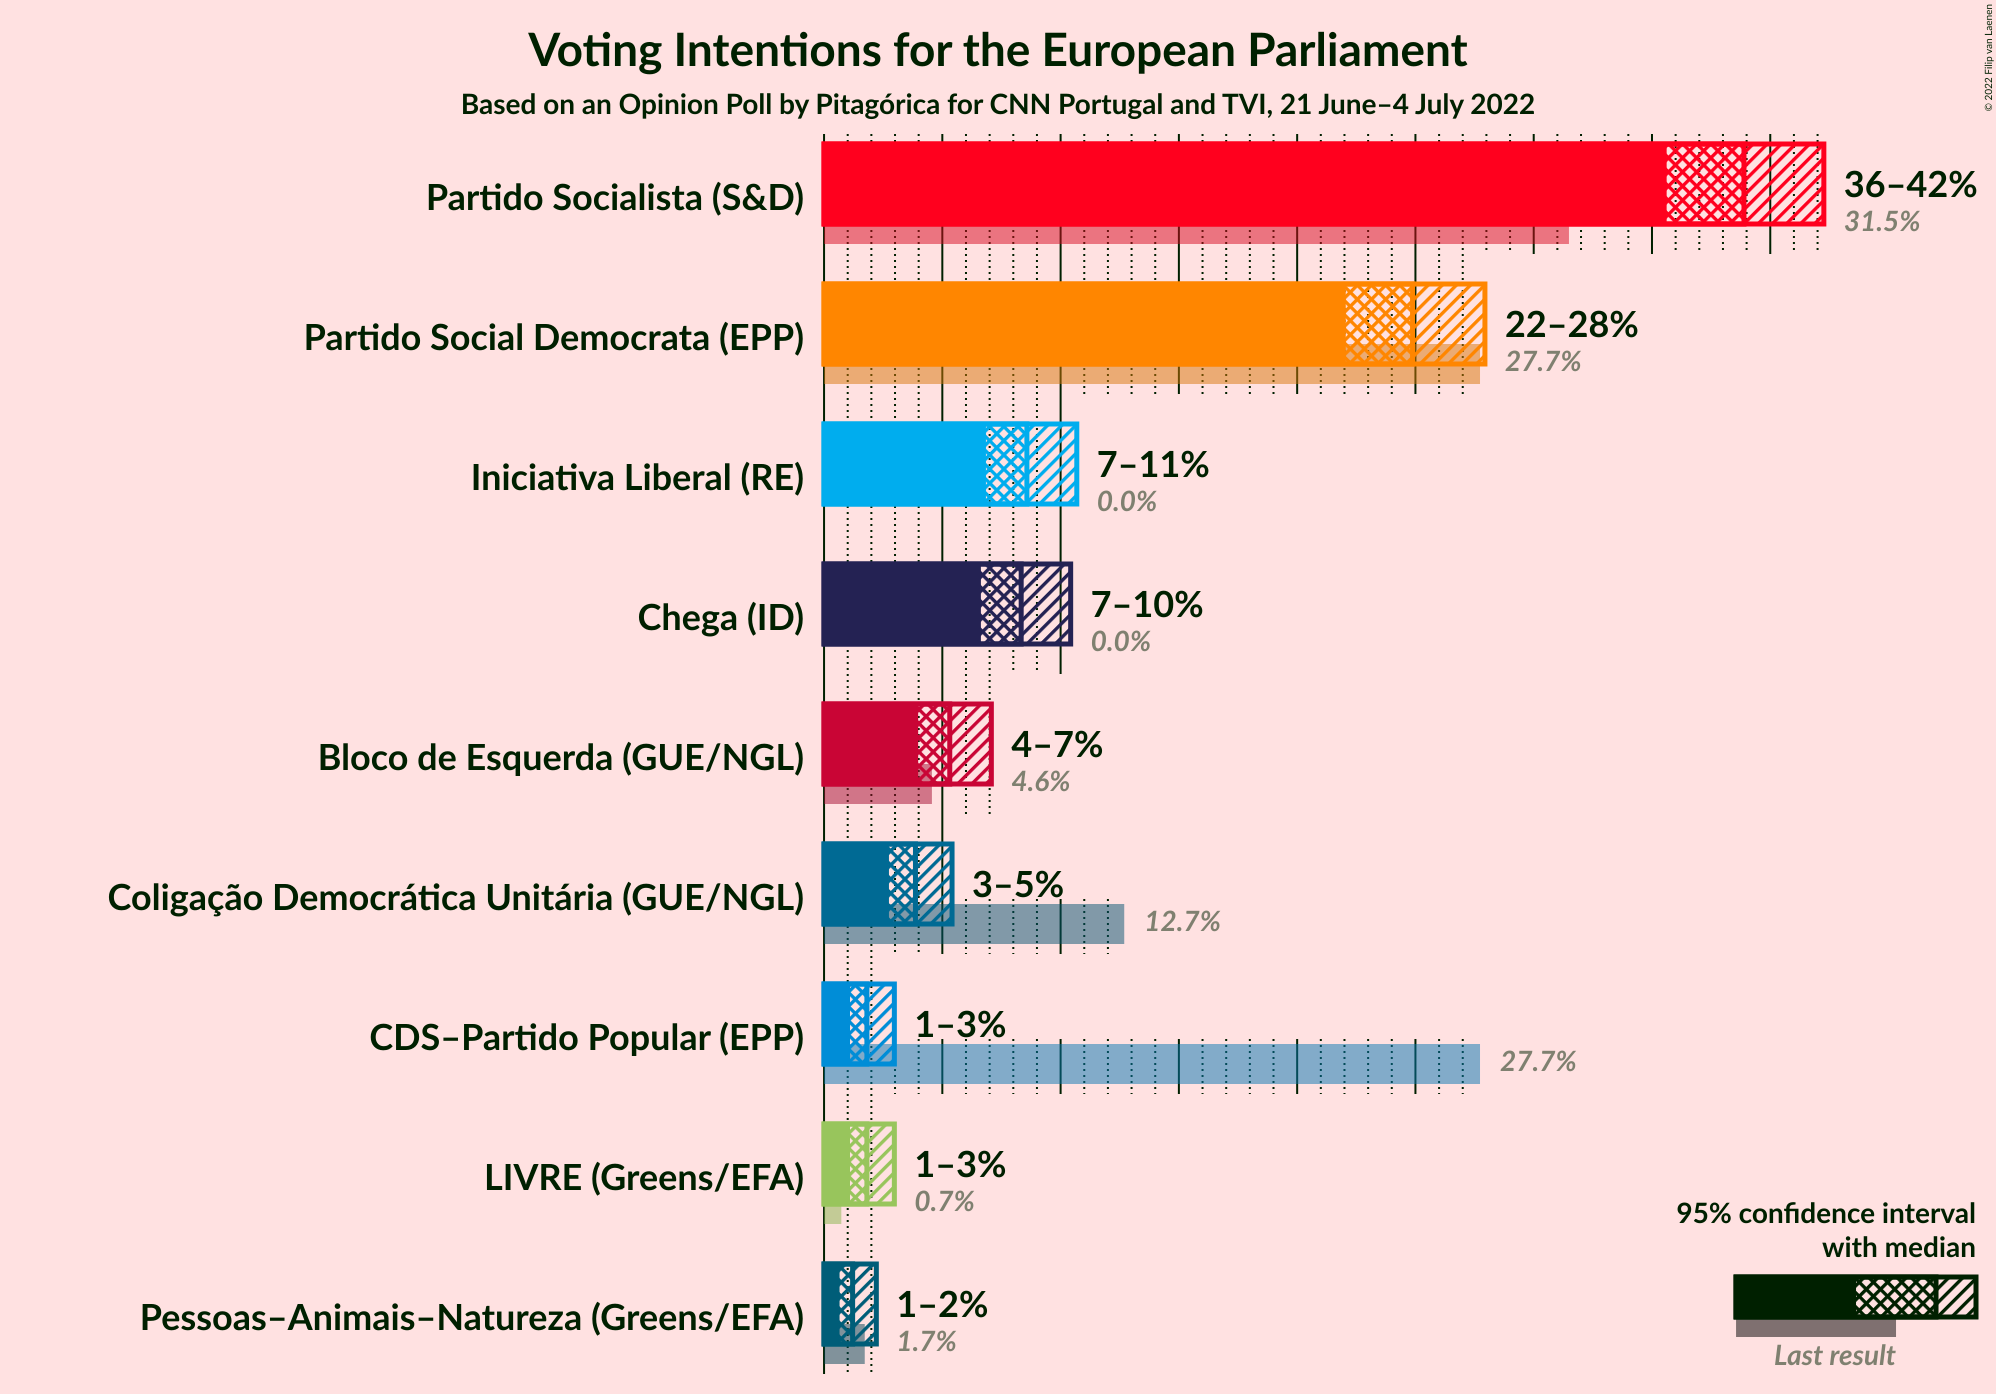 Voting Intentions for the European Parliament
Based on an Opinion Poll by Pitagórica for CNN Portugal and TVI, 21 June–4 July 2022
© 2022 Filip van Laenen
Partido Socialista (S&D)
36–42%
31.5%
Partido Social Democrata (EPP)
22–28%
27.7%
Iniciativa Liberal (RE)
7–11%
0.0%
Chega (ID)
7–10%
0.0%
Bloco de Esquerda (GUE/NGL)
4–7%
4.6%
Coligação Democrática Unitária (GUE/NGL)
3–5%
12.7%
CDS–Partido Popular (EPP)
1–3%
27.7%
LIVRE (Greens/EFA)
1–3%
0.7%
Pessoas–Animais–Natureza (Greens/EFA)
1–2%
1.7%
95% confidence interval
with median
Last result